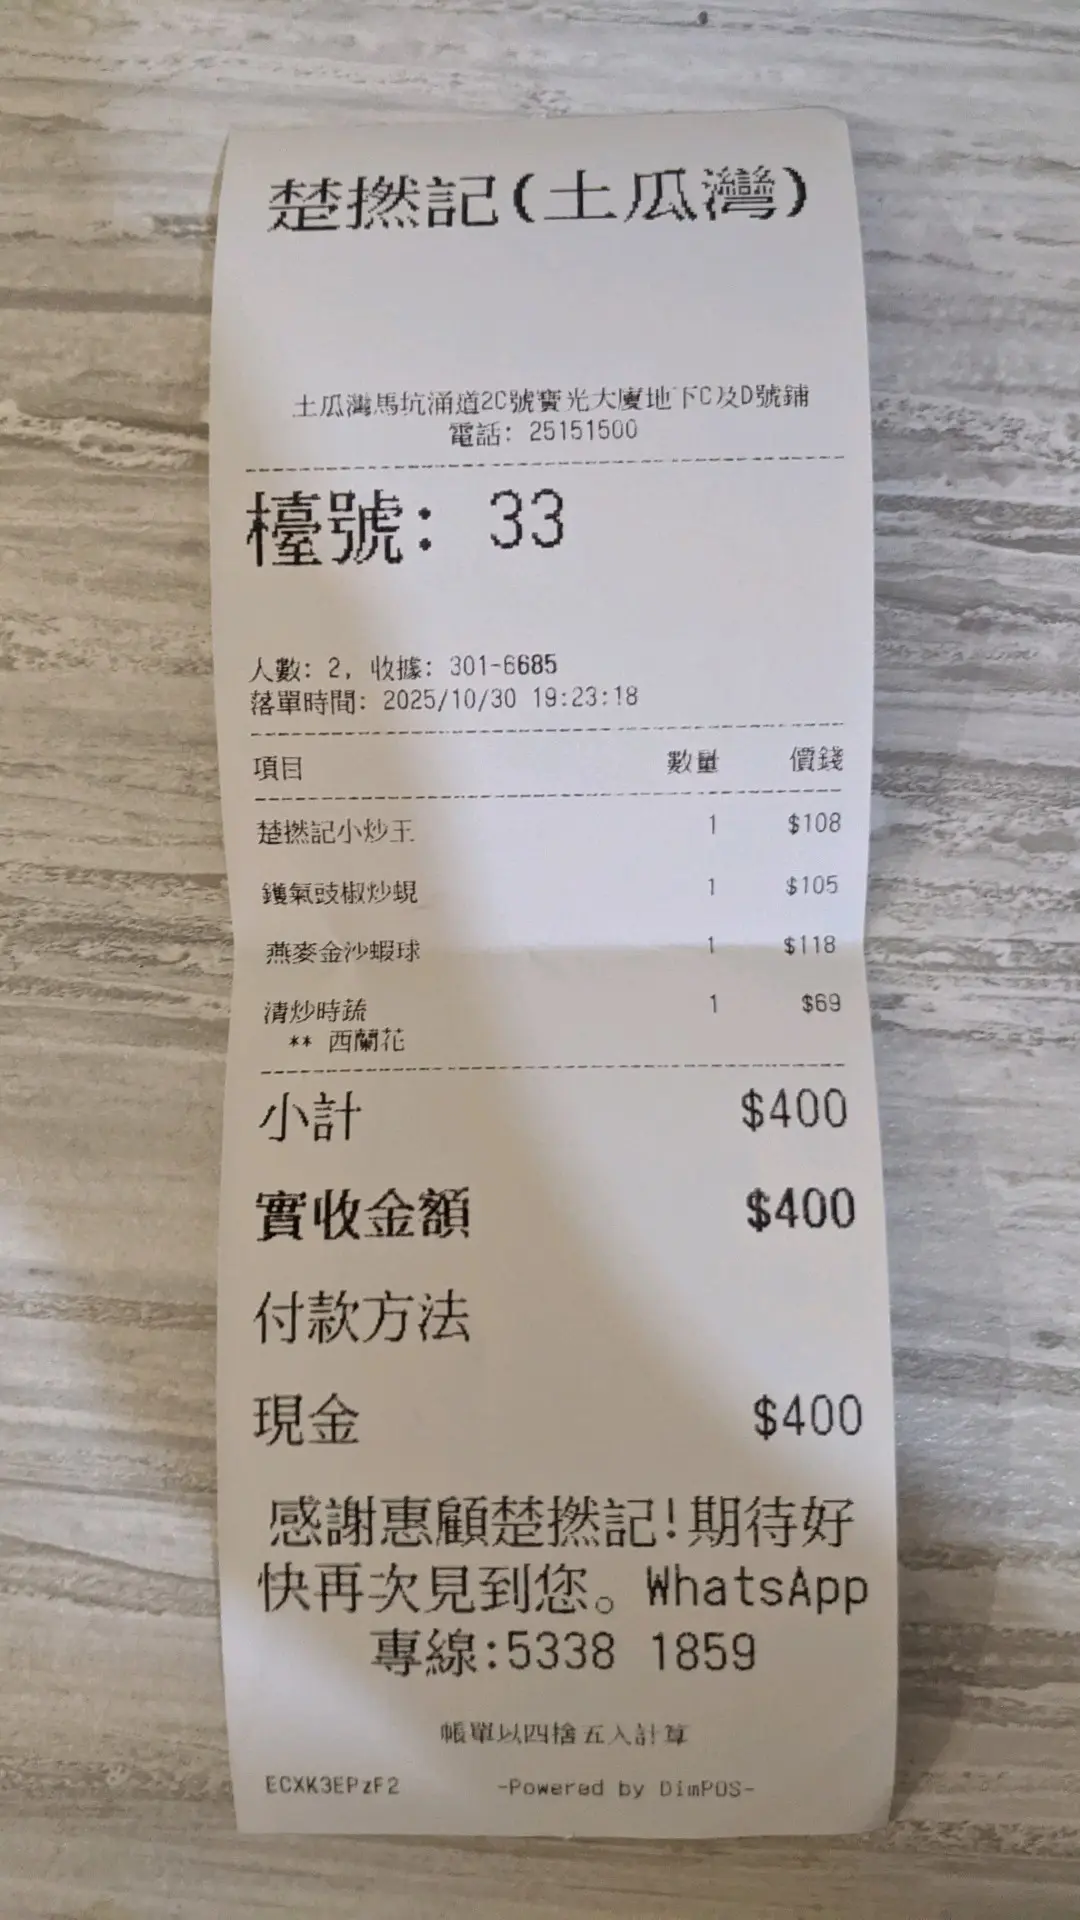 楚撚記(土瓜灣)
土瓜灣馬坑涌道2C號寶光大廈地下C及D號鋪
電話: 25151500
檯號: 33
人數: 2, 收據: 301-6685
落單時間: 2025/10/30 19:23:18
項目 數量 價錢
楚撚記小炒王 1 $108
鑊氣豉椒炒蜆 1 $105
燕麥金沙蝦球 1 $118
清炒時蔬 1 $69
** 西蘭花
小計 $400
實收金額 $400
付款方法
現金 $400
感謝惠顧楚撚記!期待好
快再次見到您。WhatsApp
專線:5338 1859
帳單以四捨五入計算
ECXK3EPzF2 -Powered by DimPOS-